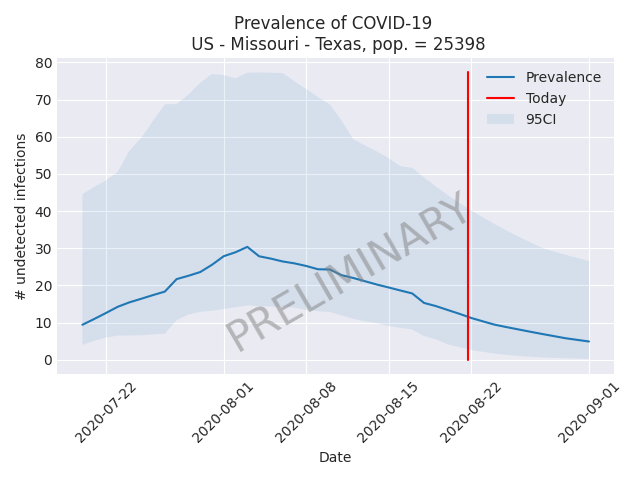 Prevalence of COVID-19
US - Missouri - Texas, pop. = 25398
80
70
60
50
40
30
20
10
0
# undetected infections
Prevalence
Today
95CI
PRELIMINARY
2020-07-22
2020-08-01
2020-08-08
2020-08-15
2020-08-22
2020-09-01
Date